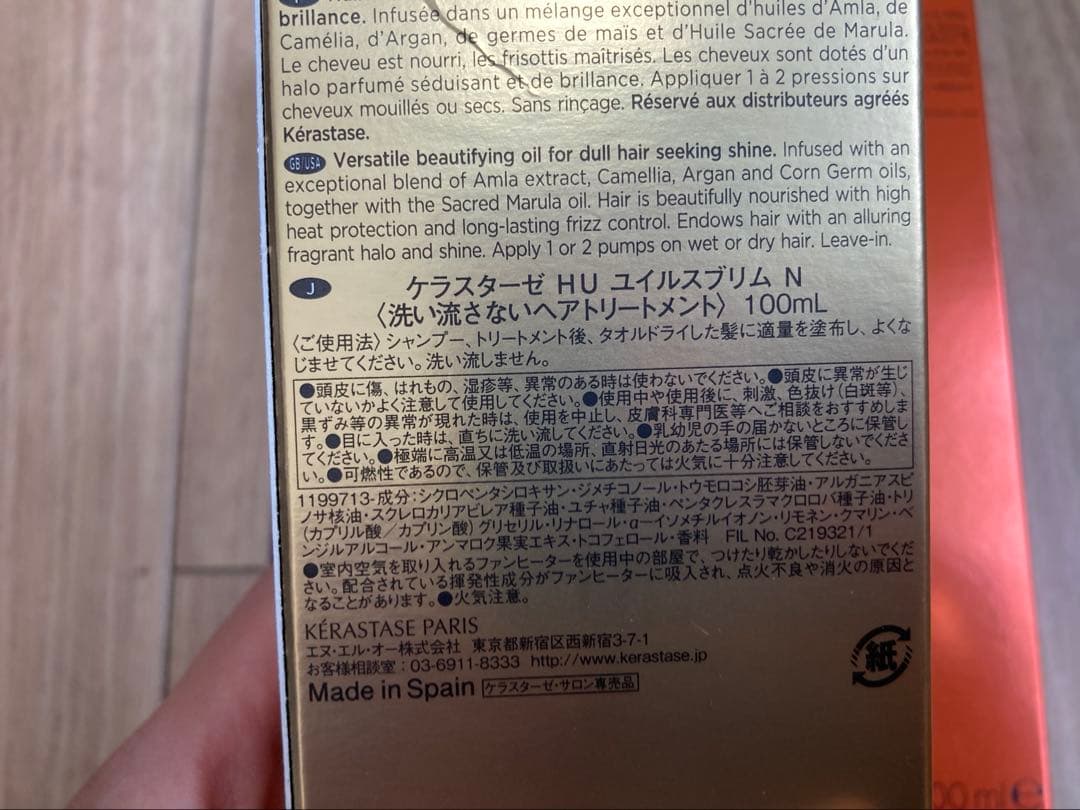 brillance. Infusée dans un mélange exceptionnel d'huiles d'Amla, de
Camélia, d'Argan, de germes de maïs et d'Huile Sacrée de Marula.
Le cheveu est nourri, les frisottis maîtrisés. Les cheveux sont dotés d'un
halo parfumé séduisant et de brillance. Appliquer 1 à 2 pressions sur
cheveux mouillés ou secs. Sans rinçage. Réservé aux distributeurs agréés
Kérastase.
GB/USA Versatile beautifying oil for dull hair seeking shine. Infused with an
exceptional blend of Amla extract, Camellia, Argan and Corn Germ oils,
together with the Sacred Marula oil. Hair is beautifully nourished with high
heat protection and long-lasting frizz control. Endows hair with an alluring
fragrant halo and shine. Apply 1 or 2 pumps on wet or dry hair. Leave-in.
J ケラスターゼ HU ユイルスブリム N
〈洗い流さないヘアトリートメント〉 100mL
〈ご使用法〉シャンプー、トリートメント後、タオルドライした髪に適量を塗布し、よくな
じませてください。洗い流しません。
●頭皮に傷、はれもの、湿疹等、異常のある時は使わないでください。●頭皮に異常が生じ
ていないかよく注意して使用してください。●使用中や使用後に、刺激、色抜け(白斑等)、
黒ずみ等の異常が現れた時は、使用を中止し、皮膚科専門医等へご相談をおすすめしま
す。●目に入った時は、直ちに洗い流してください。●乳幼児の手の届かないところに保管し
てください。●極端に高温又は低温の場所、直射日光のあたる場所には保管しないでくださ
い。●可燃性であるので、保管及び取扱いにあたっては火気に十分注意してください。
1199713-成分:シクロペンタシロキサン・ジメチコノール・トウモロコシ胚芽油・アルガニアスピ
ノサ核油・スクレロカリアビレア種子油・ユチャ種子油・ペンタクレスラマクロロバ種子油・トリ
(カプリル酸/カプリン酸)グリセリル・リナロール・α-イソメチルイオノン・リモネン・クマリン・ベ
ンジルアルコール・アンマロク果実エキス・トコフェロール・香料 FIL No. C219321/1
●室内空気を取り入れるファンヒーターを使用中の部屋で、つけたり乾かしたりしないでくだ
さい。配合されている揮発性成分がファンヒーターに吸入され、点火不良や消火の原因と
なることがあります。●火気注意。
KÉRASTASE PARIS
エヌ・エル・オー株式会社 東京都新宿区西新宿3-7-1
お客様相談室:03-6911-8333 http://www.kerastase.jp
Made in Spain ケラスターゼ・サロン専売品
紙
00 ml e